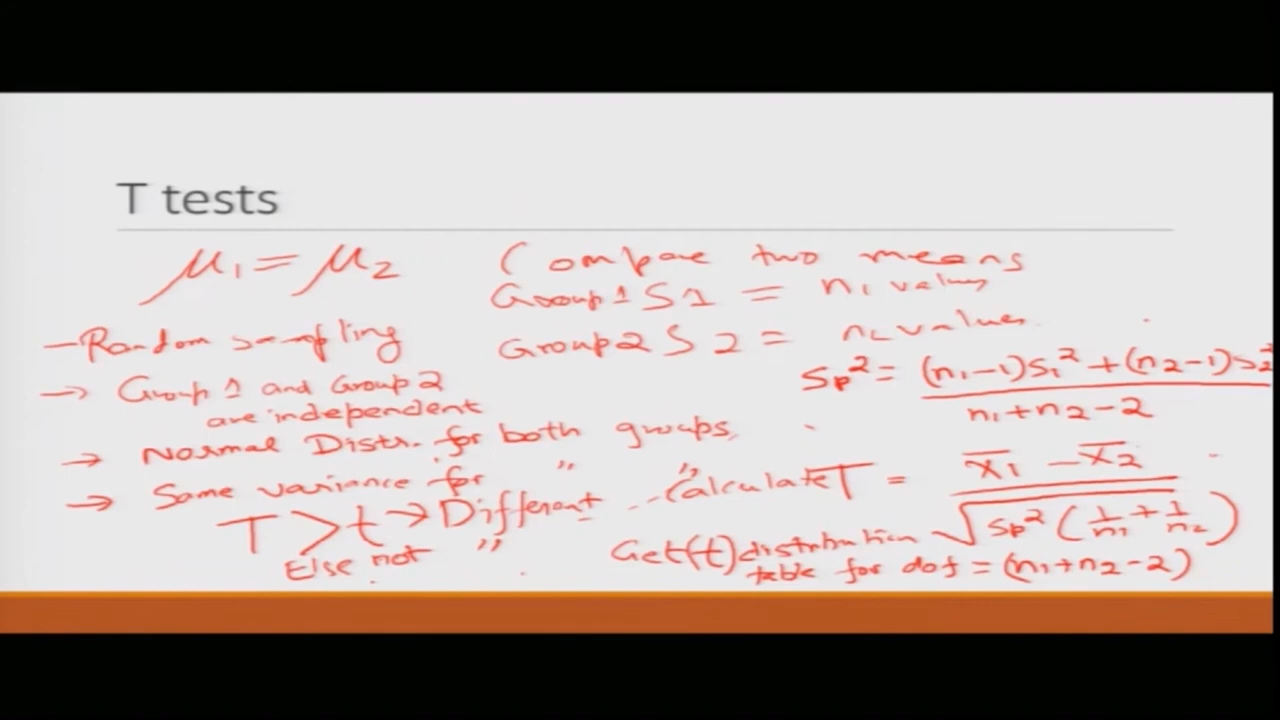 T tests
μ₁ = μ₂
Compare two means
Group 1 S1 = n₁ values
Group 2 S2 = n₂ values
– Random sampling
→ Group 1 and Group 2
are independent
→ Normal Distr. for both groups,
→ Same variance for " "
Sp² = (n₁-1)S₁² + (n₂-1)S₂² / n₁+n₂-2
Calculate T = x̄₁ - x̄₂ / √Sp² (1/n₁ + 1/n₂)
T > t → Different
Else not "
Get (t) distribution
table for dof = (n₁+n₂-2)